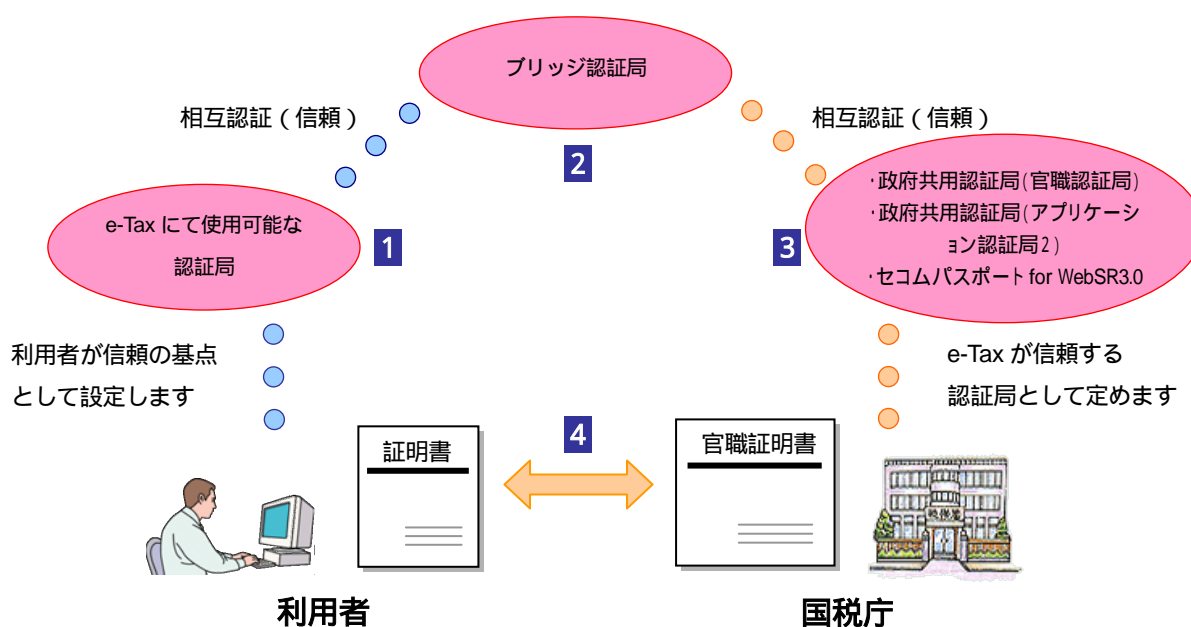 ブリッジ認証局
相互認証(信頼)
相互認証(信頼)
2
・政府共用認証局(官職認証局)
・政府共用認証局(アプリケーシ
ョン認証局2)
・セコムパスポート for WebSR3.0
e-Tax にて使用可能な
認証局
1
3
利用者が信頼の基点
として設定します
e-Tax が信頼する
認証局として定めます
証明書
4
官職証明書
税務署
利用者
国税庁